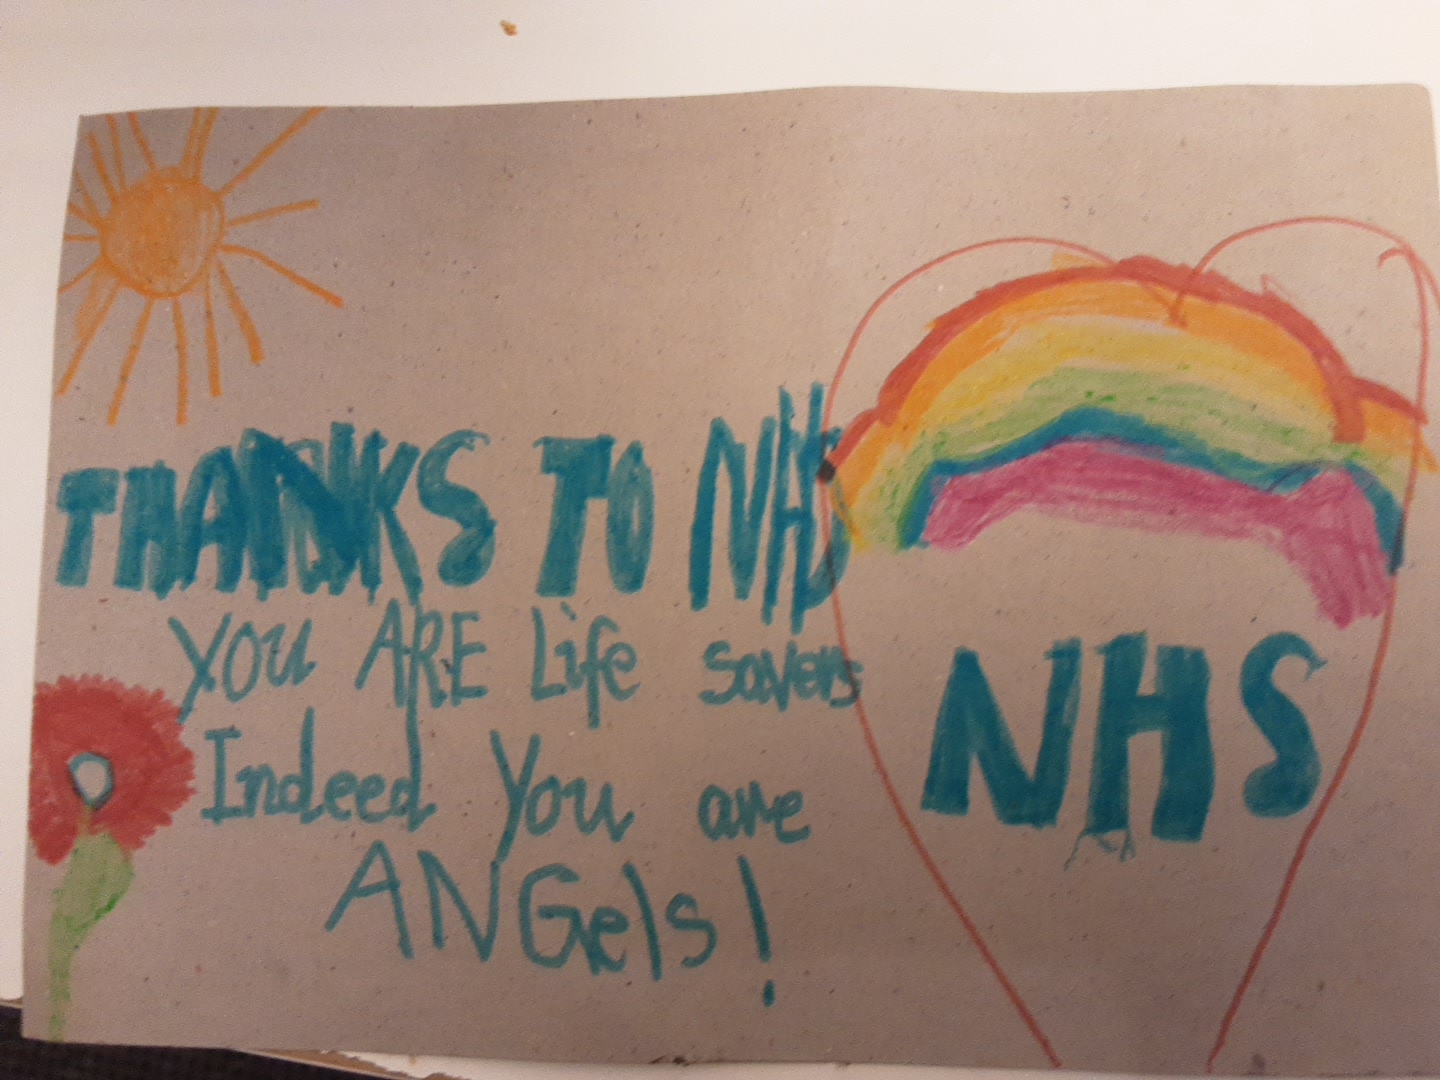 THANKS TO NHS
YOU ARE Life savers
Indeed You are
ANGels!
NHS